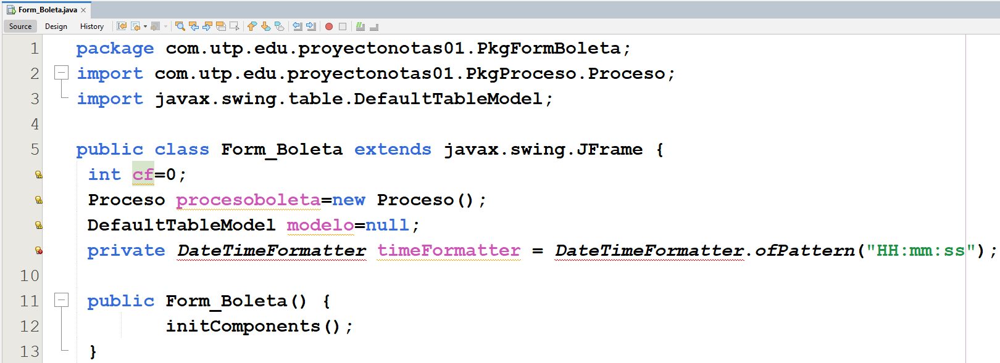 Form_Boleta.java
Source Design History
1 package com.utp.edu.proyectonotas01.PkgFormBoleta;
2 import com.utp.edu.proyectonotas01.PkgProceso.Proceso;
3 import javax.swing.table.DefaultTableModel;
4
5 public class Form_Boleta extends javax.swing.JFrame {
int cf=0;
Proceso procesoboleta=new Proceso();
DefaultTableModel modelo=null;
private DateTimeFormatter timeFormatter = DateTimeFormatter.ofPattern("HH:mm:ss");
10
11 public Form_Boleta() {
12 initComponents();
13 }